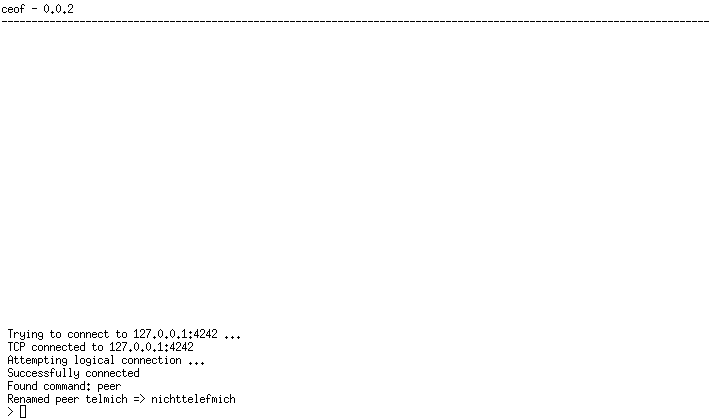 ceof - 0.0.2
Trying to connect to 127.0.0.1:4242 ...
TCP connected to 127.0.0.1:4242
Attempting logical connection ...
Successfully connected
Found command: peer
Renamed peer telmich => nichttelefmich
>